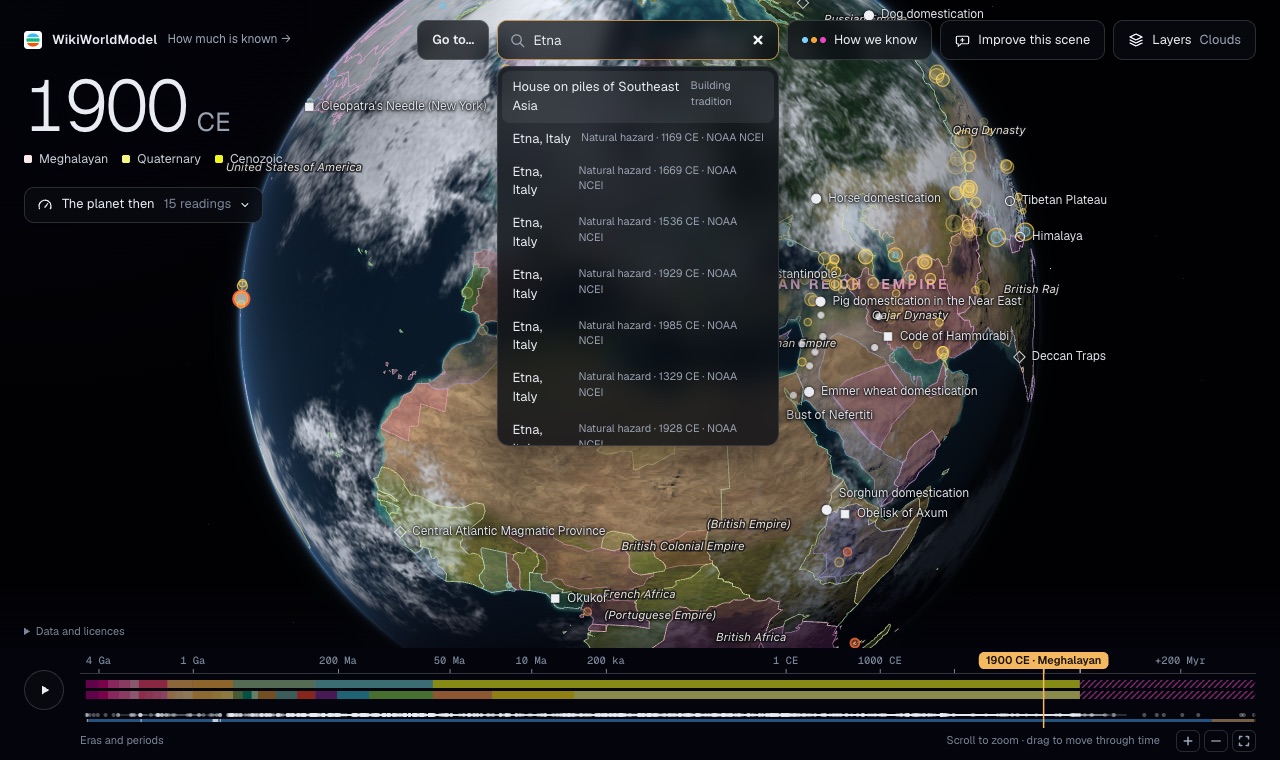 WikiWorldModel
How much is known →
Go to...
Etna
How we know
Improve this scene
Layers Clouds
Dog domestication
1900 CE
Meghalayan
Quaternary
Cenozoic
United States of America
The planet then 15 readings
Cleopatra's Needle (New York)
House on piles of Southeast Asia
Building tradition
Etna, Italy
Natural hazard · 1169 CE · NOAA NCEI
Etna, Italy
Natural hazard · 1669 CE · NOAA NCEI
Etna, Italy
Natural hazard · 1536 CE · NOAA NCEI
Etna, Italy
Natural hazard · 1929 CE · NOAA NCEI
Etna, Italy
Natural hazard · 1985 CE · NOAA NCEI
Etna, Italy
Natural hazard · 1329 CE · NOAA NCEI
Etna,
Natural hazard · 1928 CE · NOAA
NCEI
Qing Dynasty
Horse domestication
Tibetan Plateau
Himalaya
British Raj
Pig domestication in the Near East
Qajar Dynasty
Code of Hammurabi
Deccan Traps
EMPIRE
Empire
Emmer wheat domestication
Bust of Nefertiti
Sorghum domestication
Obelisk of Axum
Central Atlantic Magmatic Province
(British Empire)
British Colonial Empire
French Africa
(Portuguese Empire)
British Africa
Data and licences
4 Ga
1 Ga
200 Ma
50 Ma
10 Ma
200 ka
1 CE
1000 CE
1900 CE · Meghalayan
+200 Myr
Eras and periods
Scroll to zoom · drag to move through time